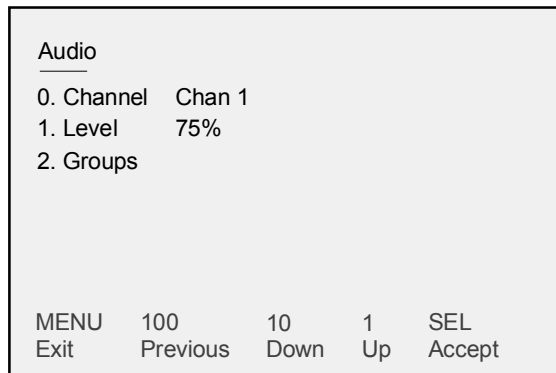 Audio
0. Channel Chan 1
1. Level 75%
2. Groups
MENU 100 10 1 SEL
Exit Previous Down Up Accept